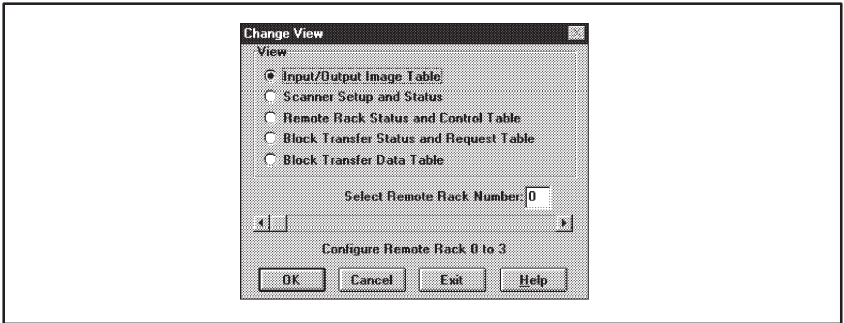 Change View
View
Input/Output Image Table
Scanner Setup and Status
Remote Rack Status and Control Table
Block Transfer Status and Request Table
Block Transfer Data Table
Select Remote Rack Number: 0
Configure Remote Rack 0 to 3
OK Cancel Exit Help